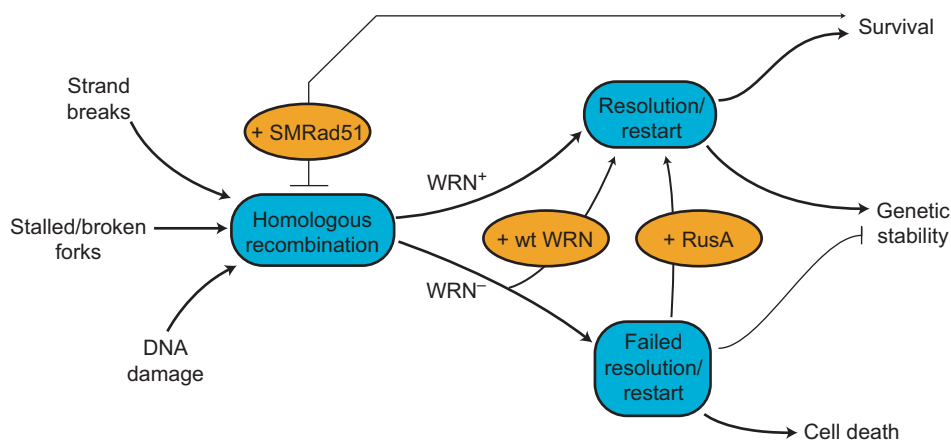 Survival
Strand
breaks
+ SMRad51
Resolution/
restart
WRN⁺
Stalled/broken
forks
Homologous
recombination
+ wt WRN
+ RusA
Genetic
stability
WRN⁻
DNA
damage
Failed
resolution/
restart
Cell death